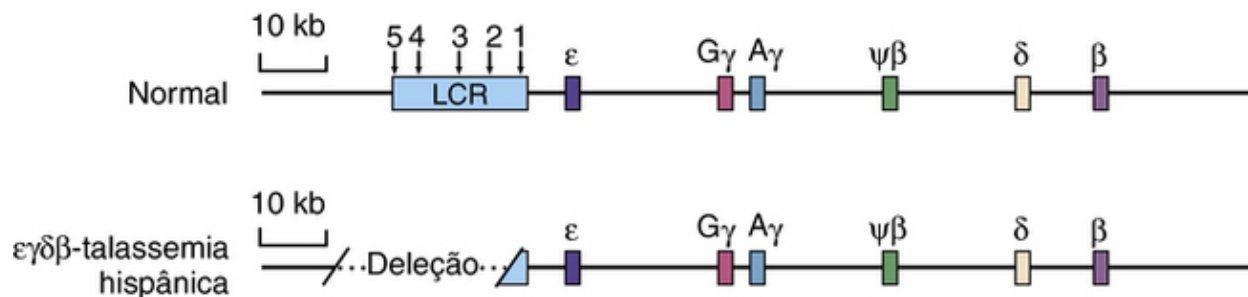 10 kb
5 4 3 2 1
ε Gγ Aγ ψβ δ β
Normal LCR
10 kb
ε Gγ Aγ ψβ δ β
εγδβ-talassemia
hispânica
Deleção